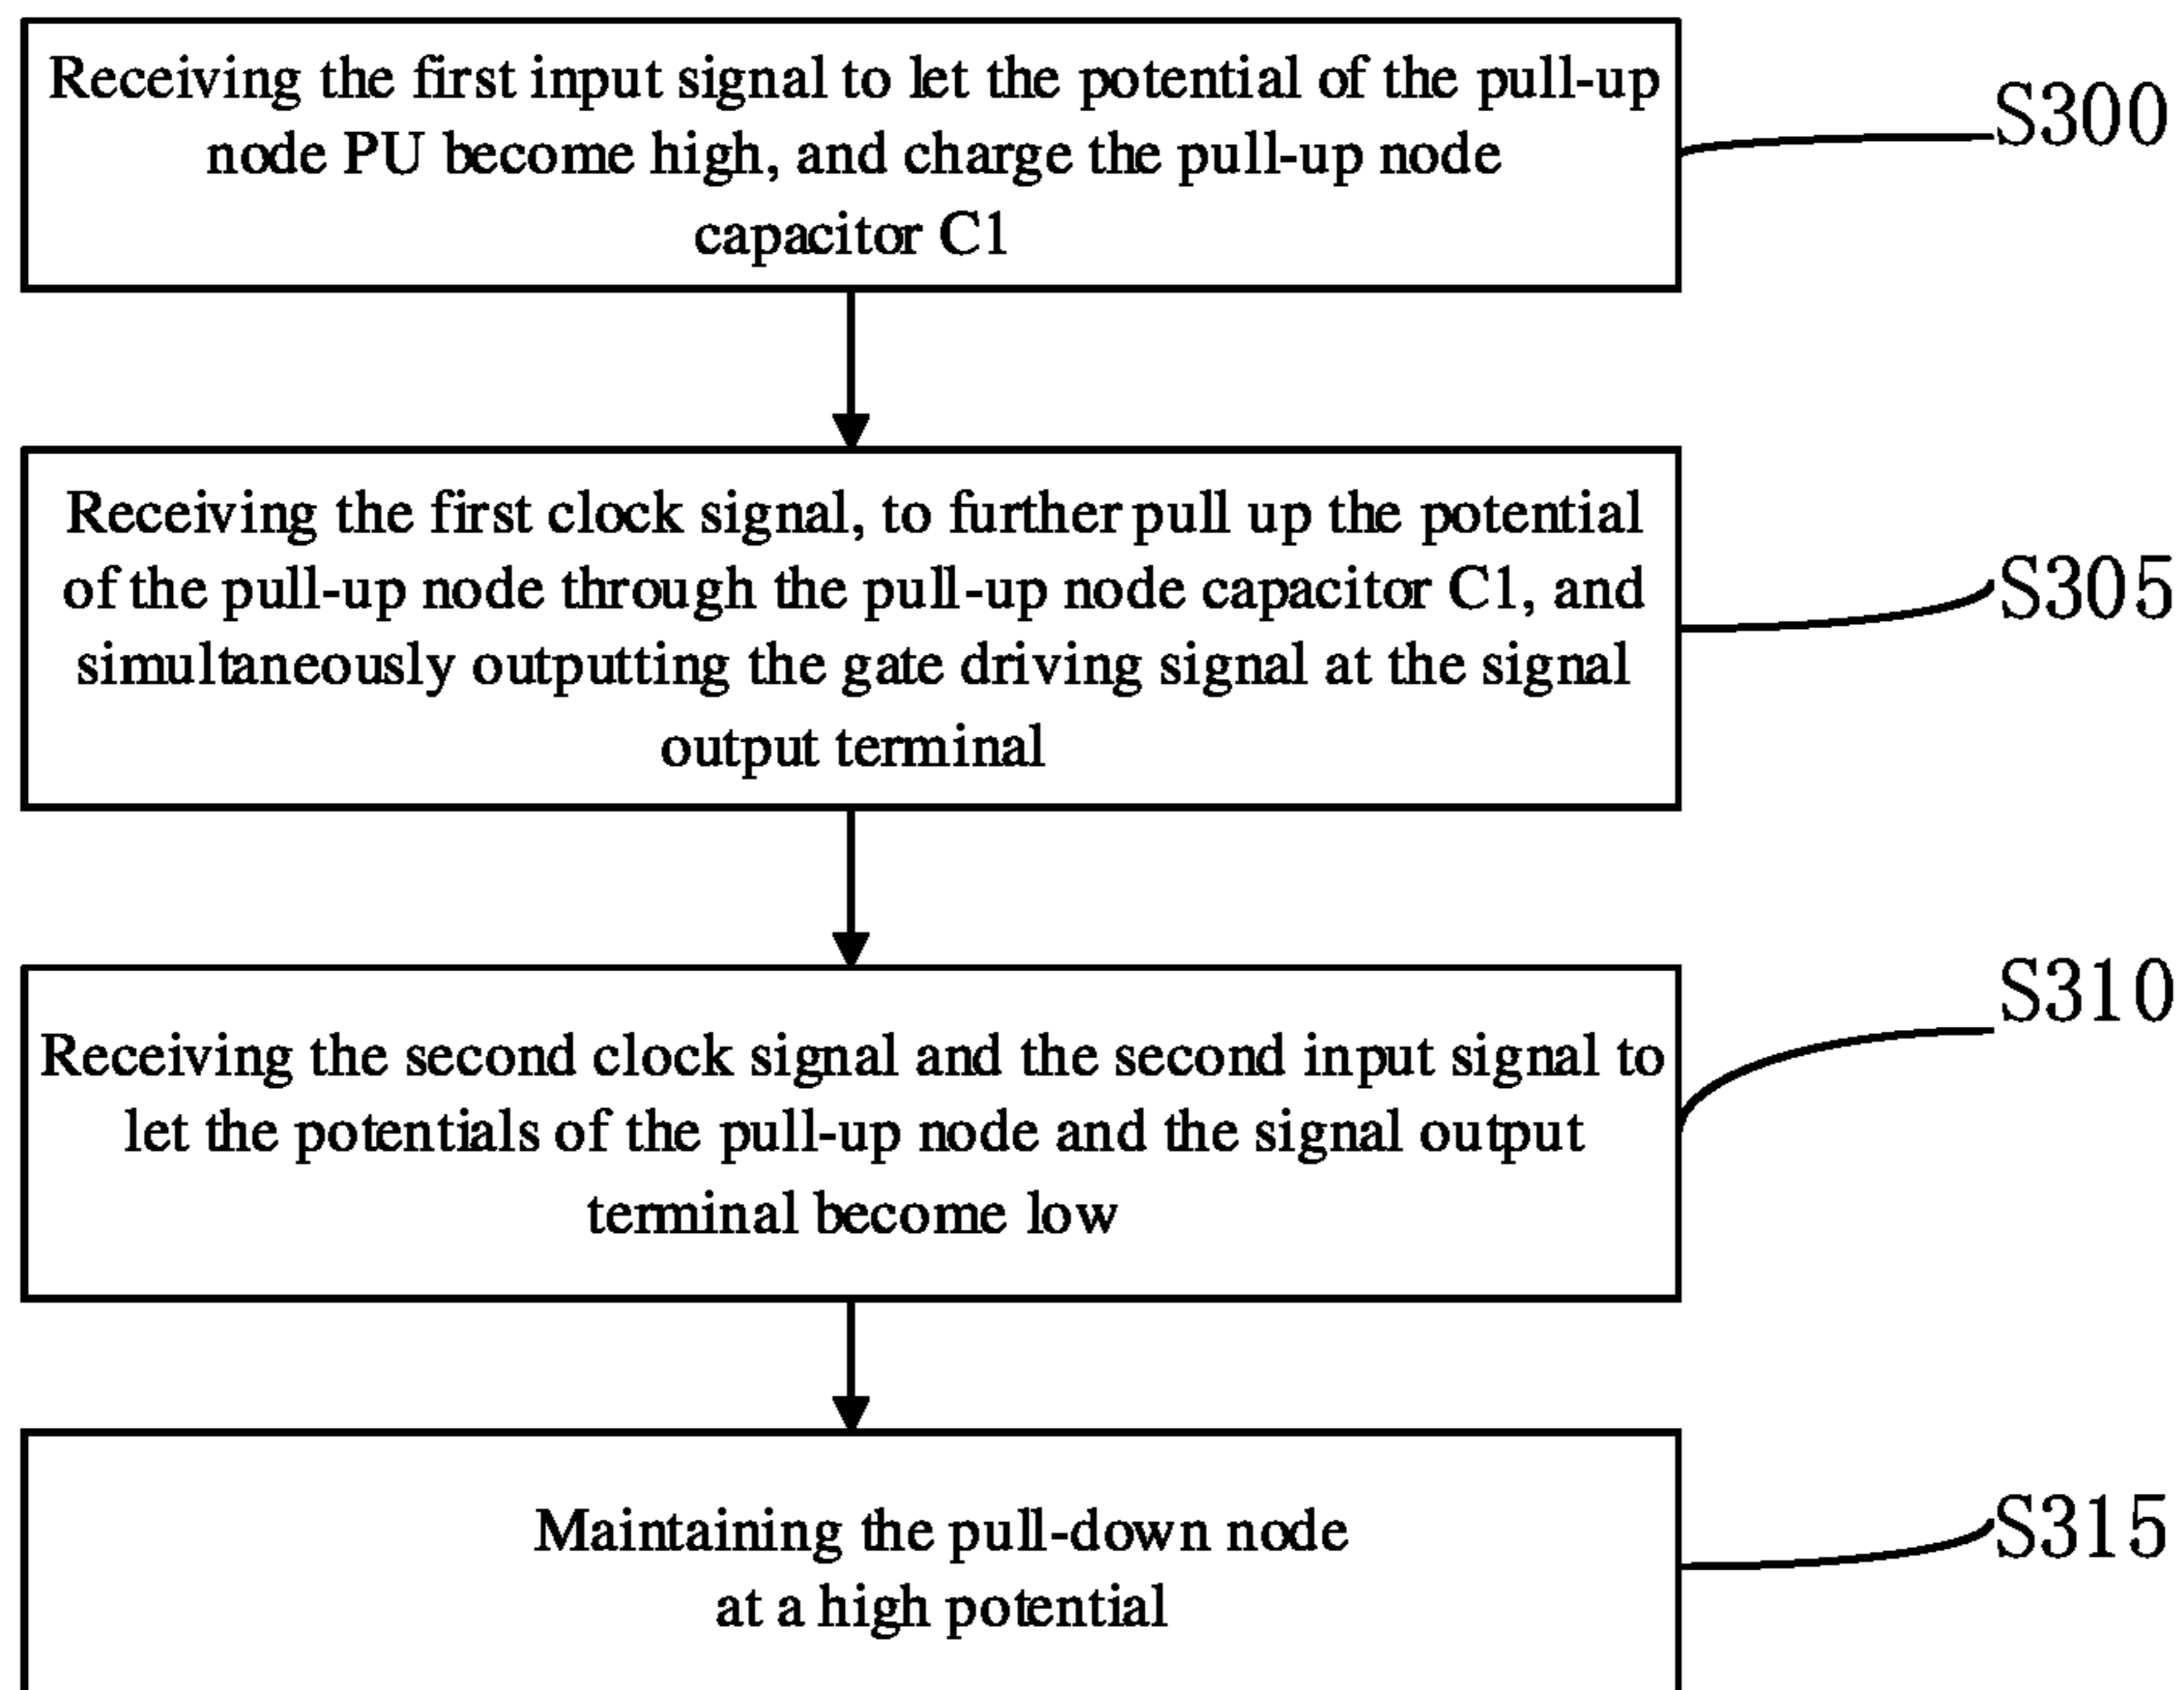 Receiving the first input signal to let the potential of the pull-up
node PU become high, and charge the pull-up node
capacitor C1
S300
Receiving the first clock signal, to further pull up the potential
of the pull-up node through the pull-up node capacitor C1, and
simultaneously outputting the gate driving signal at the signal
output terminal
S305
Receiving the second clock signal and the second input signal to
let the potentials of the pull-up node and the signal output
terminal become low
S310
Maintaining the pull-down node
at a high potential
S315